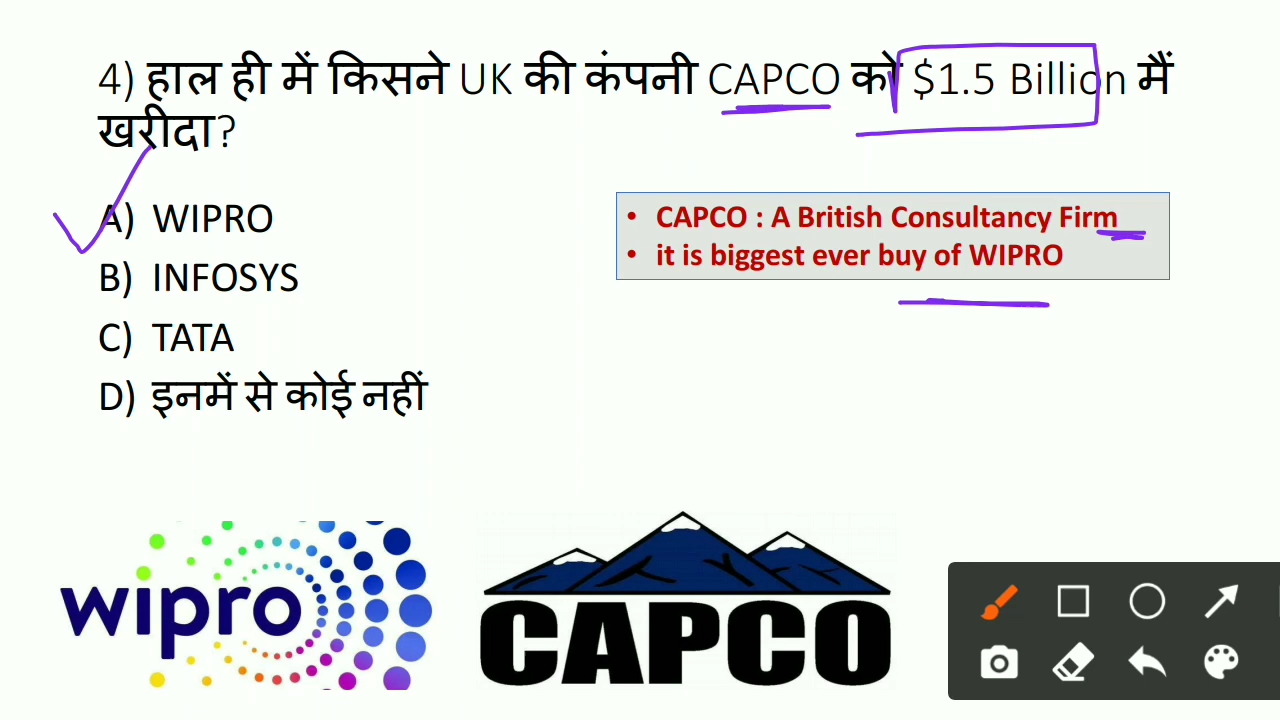 4) हाल ही में किसने UK की कंपनी CAPCO को $1.5 Billion मैं
खरीदा?
A) WIPRO
B) INFOSYS
C) TATA
D) इनमें से कोई नहीं
• CAPCO : A British Consultancy Firm
• it is biggest ever buy of WIPRO
wipro
CAPCO